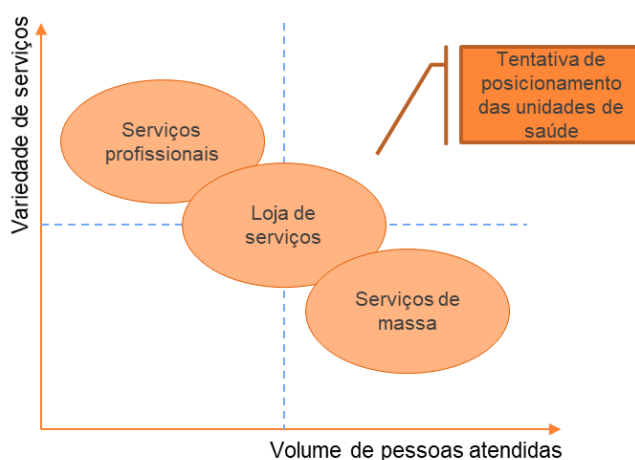 Variedade de serviços
Tentativa de
posicionamento
das unidades de
saúde
Serviços
profissionais
Loja de
serviços
Serviços de
massa
Volume de pessoas atendidas